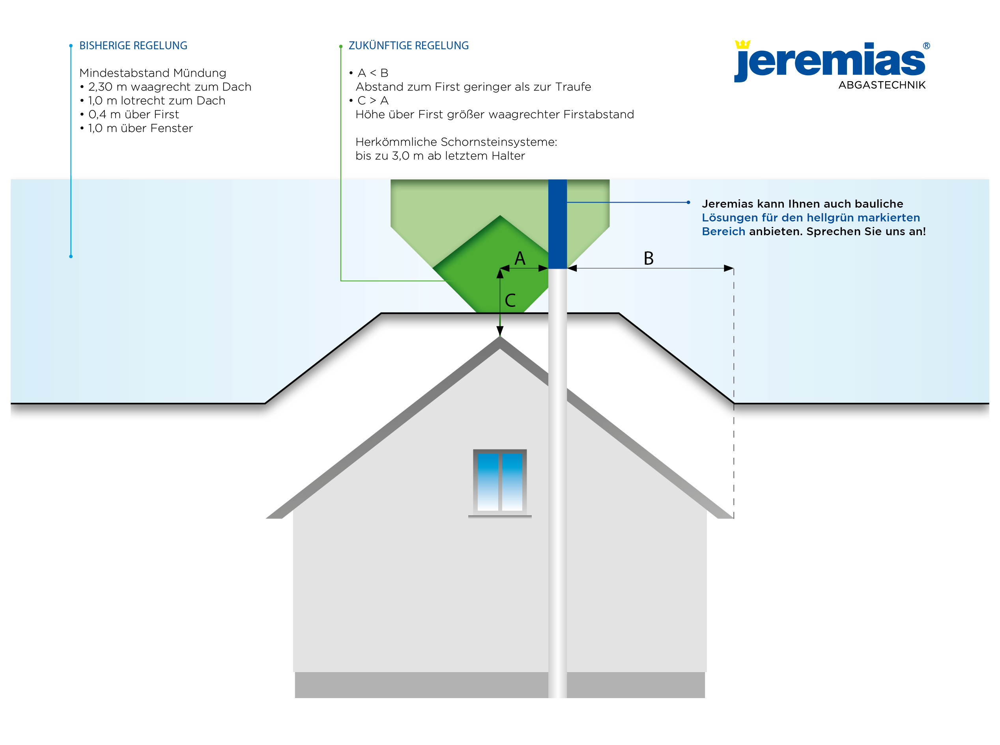 BISHERIGE REGELUNG
Mindestabstand Mündung
• 2,30 m waagrecht zum Dach
• 1,0 m lotrecht zum Dach
• 0,4 m über First
• 1,0 m über Fenster
ZUKÜNFTIGE REGELUNG
• A < B
Abstand zum First geringer als zur Traufe
• C > A
Höhe über First größer waagrechter Firstabstand
Herkömmliche Schornsteinsysteme:
bis zu 3,0 m ab letztem Halter
jeremias®
ABGASTECHNIK
Jeremias kann Ihnen auch bauliche
Lösungen für den hellgrün markierten
Bereich anbieten. Sprechen Sie uns an!
A
B
C